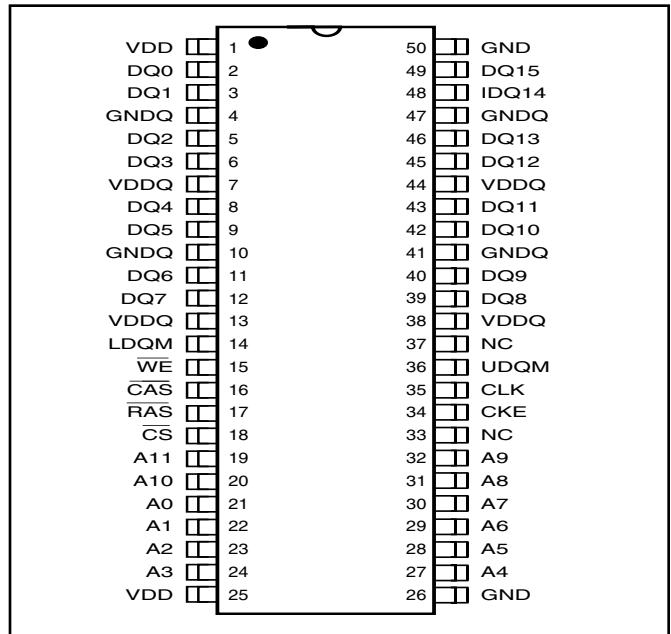 VDD 1 50 GND
DQ0 2 49 DQ15
DQ1 3 48 IDQ14
GNDQ 4 47 GNDQ
DQ2 5 46 DQ13
DQ3 6 45 DQ12
VDDQ 7 44 VDDQ
DQ4 8 43 DQ11
DQ5 9 42 DQ10
GNDQ 10 41 GNDQ
DQ6 11 40 DQ9
DQ7 12 39 DQ8
VDDQ 13 38 VDDQ
LDQM 14 37 NC
W̅E̅ 15 36 UDQM
C̅A̅S̅ 16 35 CLK
R̅A̅S̅ 17 34 CKE
C̅S̅ 18 33 NC
A11 19 32 A9
A10 20 31 A8
A0 21 30 A7
A1 22 29 A6
A2 23 28 A5
A3 24 27 A4
VDD 25 26 GND